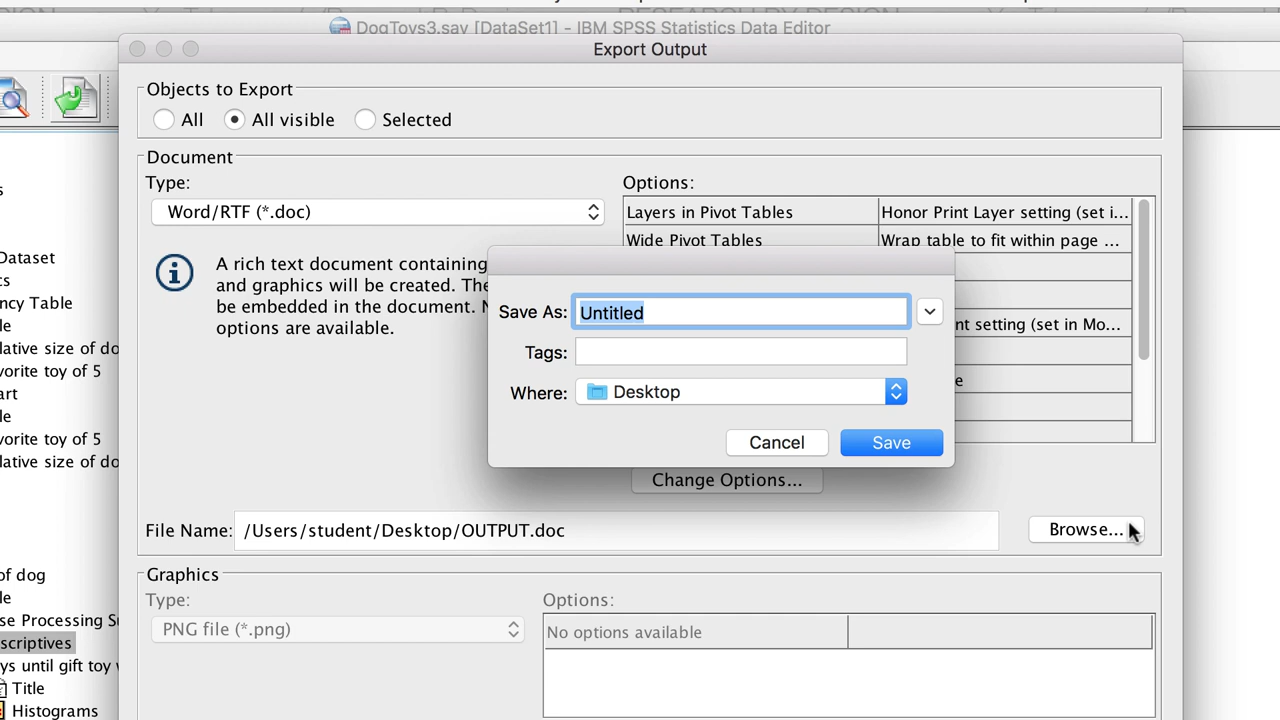 DogToys3.sav [DataSet1] - IBM SPSS Statistics Data Editor
Export Output
Objects to Export
All
All visible
Selected
Document
Type:
Word/RTF (*.doc)
A rich text document containing
and graphics will be created. The
be embedded in the document.
options are available.
Options:
Layers in Pivot Tables
Honor Print Layer setting (set i...
Wide Pivot Tables
Wrap table to fit within page ...
nt setting (set in Mo...
e
Save As:
Untitled
Tags:
Where:
Desktop
Cancel
Save
Change Options...
File Name:
/Users/student/Desktop/OUTPUT.doc
Browse...
Graphics
Type:
PNG file (*.png)
Options:
No options available
s
Dataset
cs
ncy Table
le
lative size of do
vorite toy of 5
art
le
vorite toy of 5
lative size of do
of dog
le
se Processing Su
scriptives
ys until gift toy w
Title
Histograms